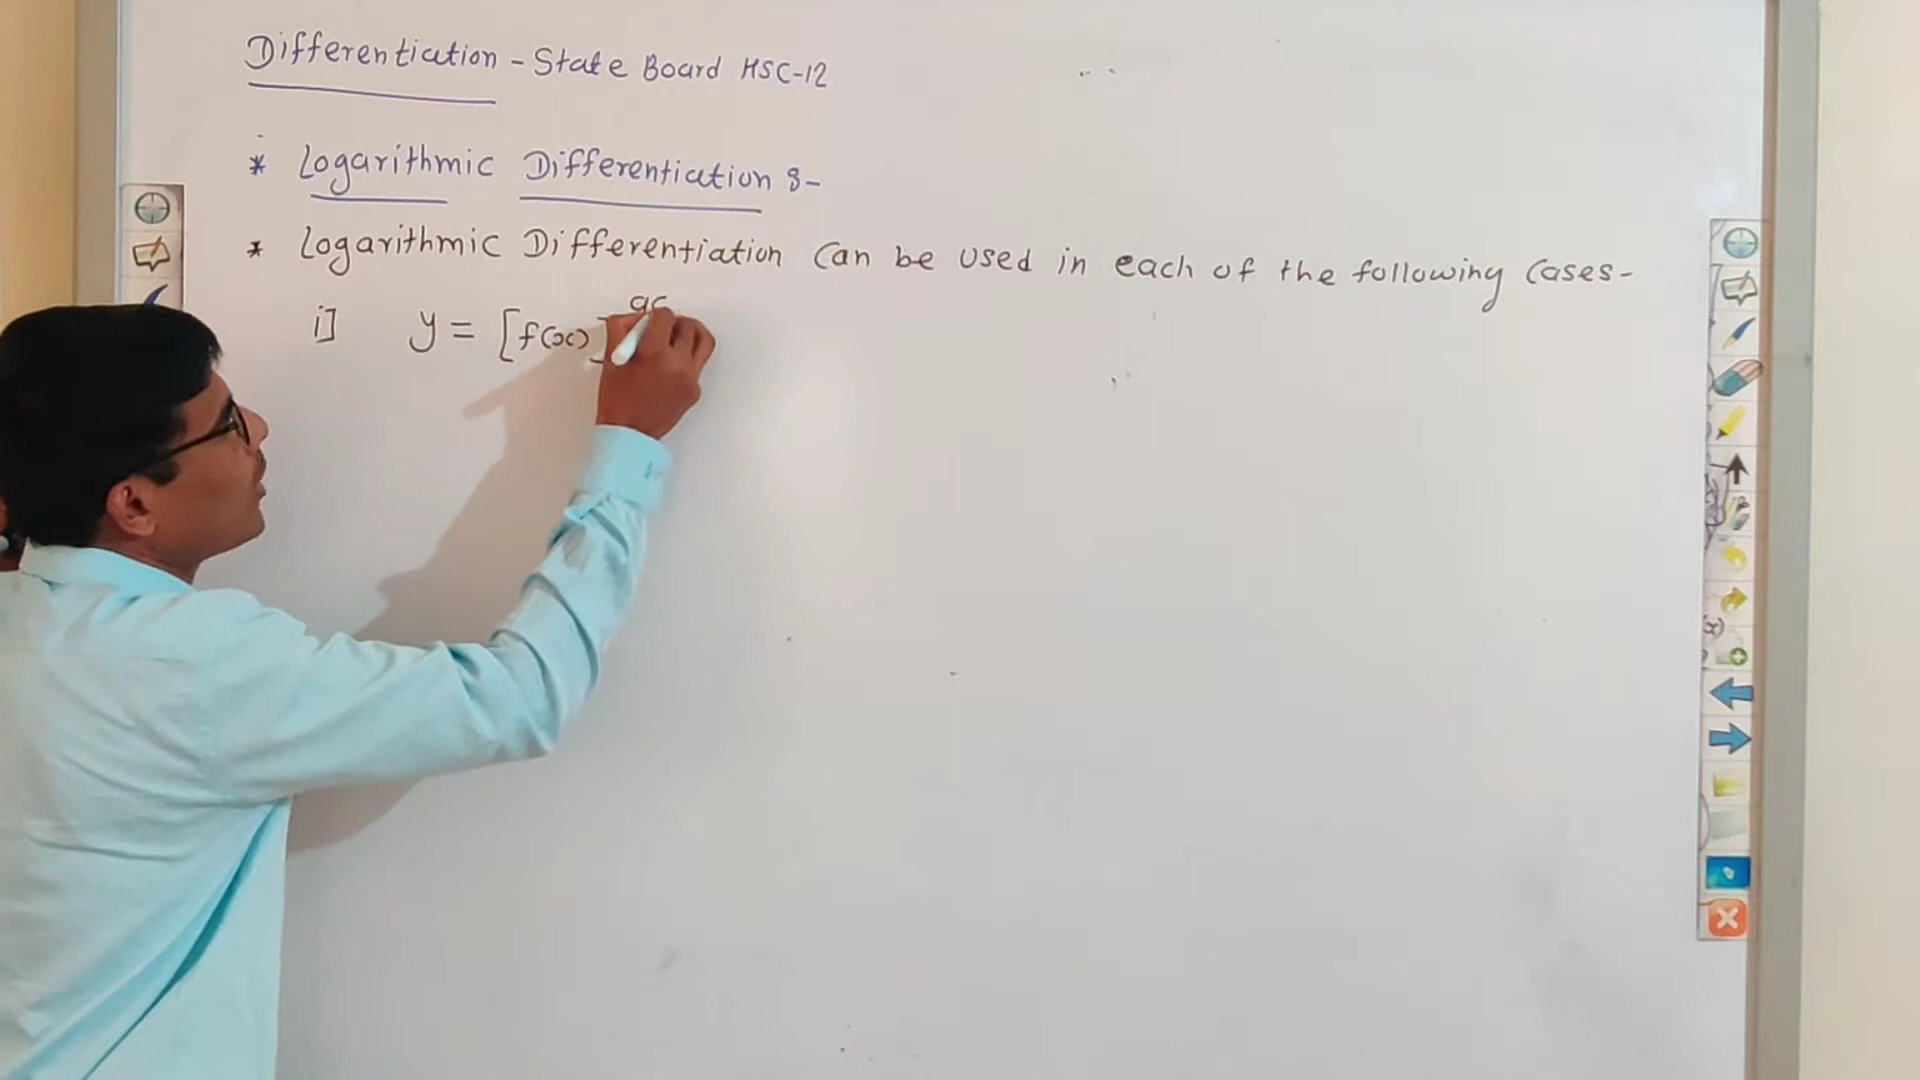 Differentiation - State Board HSC-12
* Logarithmic Differentiation :-
* Logarithmic Differentiation can be used in each of the following cases-
i] y = [f(x)]^g(